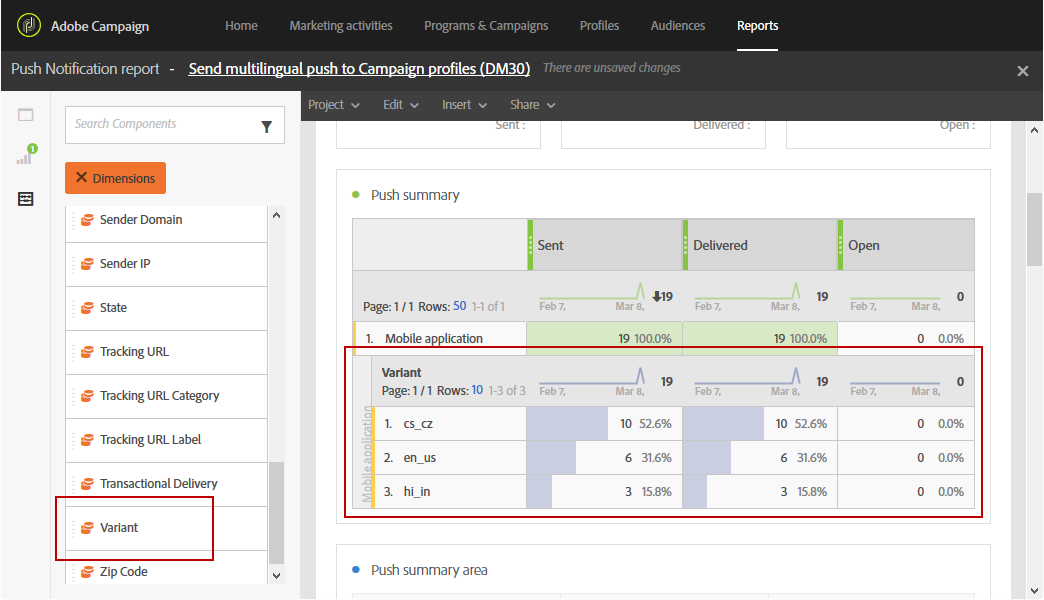 Adobe Campaign Home Marketing activities Programs & Campaigns Profiles Audiences Reports
Push Notification report - Send multilingual push to Campaign profiles (DM30) There are unsaved changes
Project Edit Insert Share
Search Components
1
Dimensions
Sender Domain
Sender IP
State
Tracking URL
Tracking URL Category
Tracking URL Label
Transactional Delivery
Variant
Zip Code
Sent : Delivered : Open :
Push summary
Sent Delivered Open
Page: 1 / 1 Rows: 50 1-1 of 1 Feb 7, Mar 8, 19 Feb 7, Mar 8, 19 Feb 7, Mar 8, 0
1. Mobile application 19 100.0% 19 100.0% 0 0.0%
Mobile application
Variant
Page: 1 / 1 Rows: 10 1-3 of 3 Feb 7, Mar 8, 19 Feb 7, Mar 8, 19 Feb 7, Mar 8, 0
1. cs_cz 10 52.6% 10 52.6% 0 0.0%
2. en_us 6 31.6% 6 31.6% 0 0.0%
3. hi_in 3 15.8% 3 15.8% 0 0.0%
Push summary area